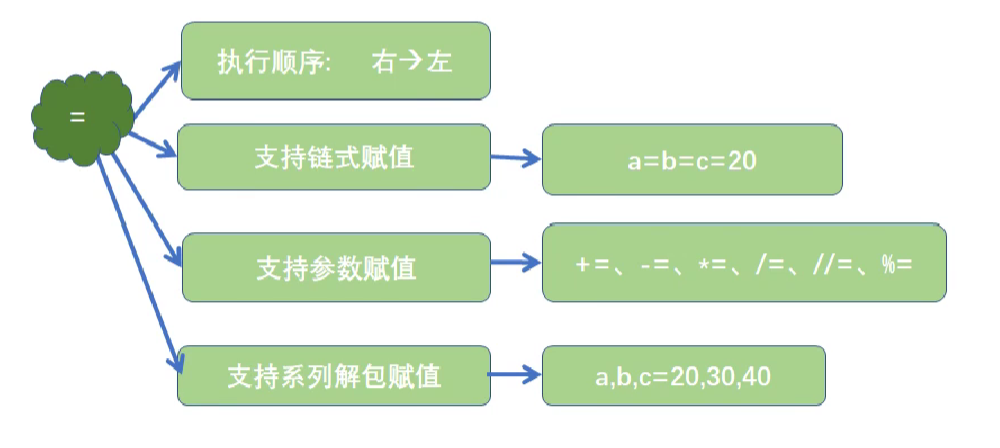 =
执行顺序: 右→左
支持链式赋值
a=b=c=20
支持参数赋值
+=、-=、*=、/=、//=、%=
支持系列解包赋值
a,b,c=20,30,40